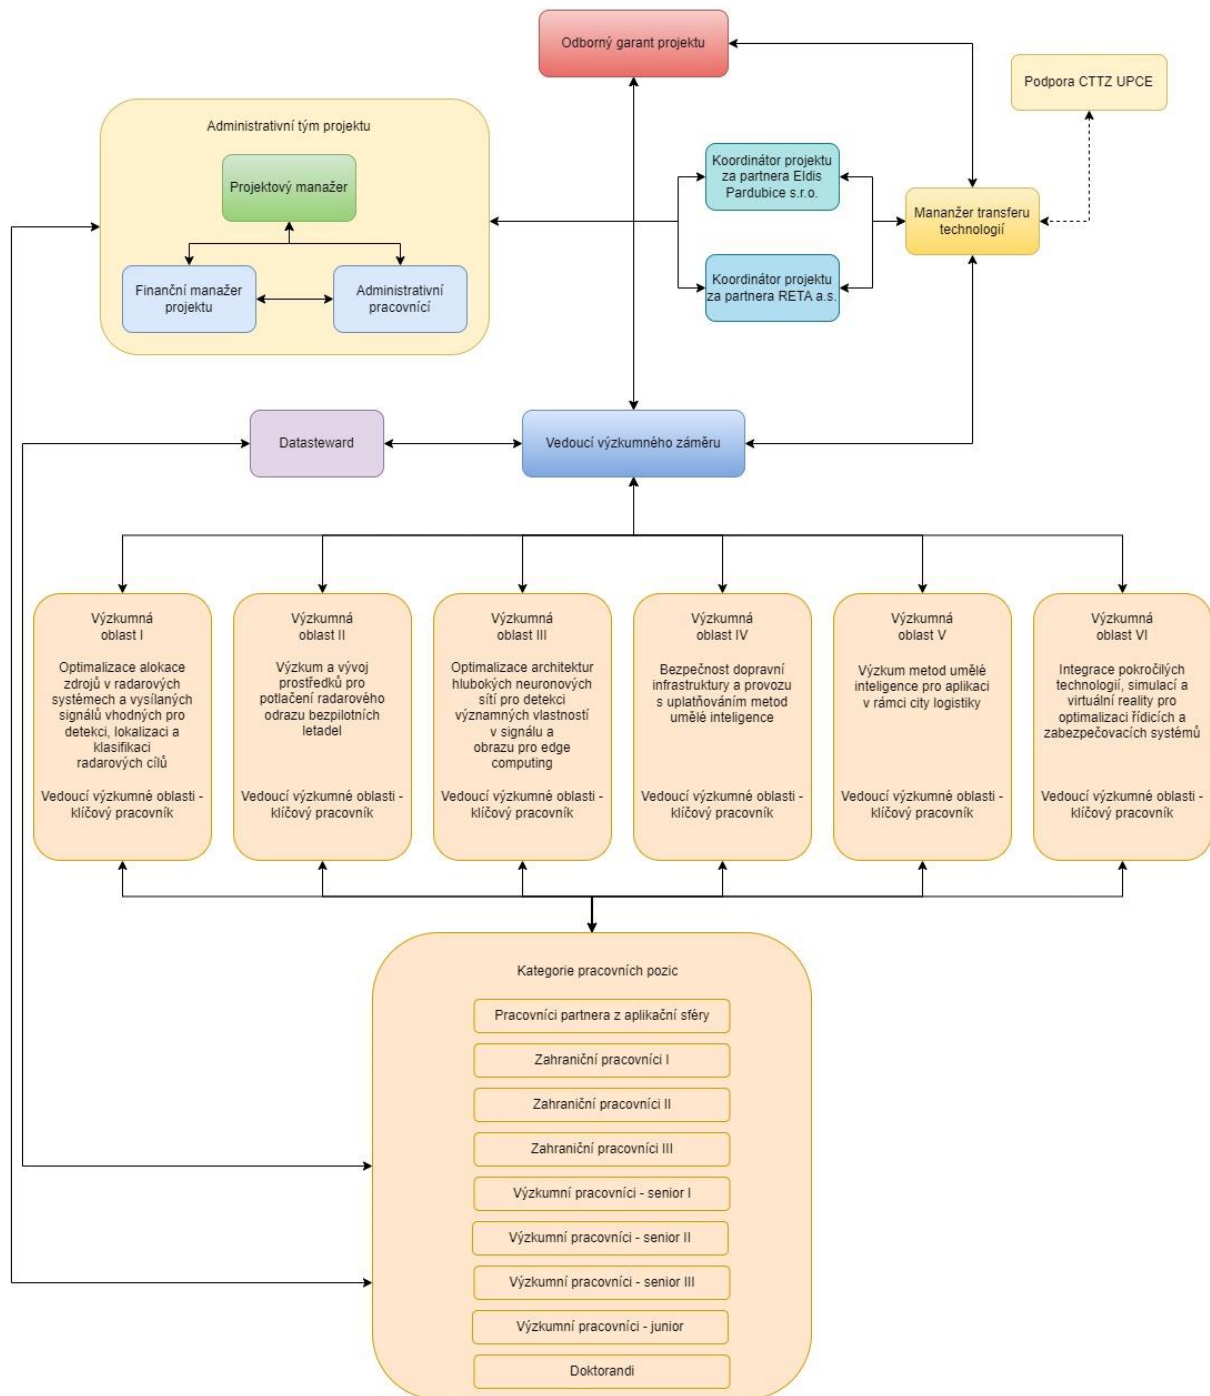 Odborný garant projektu
Podpora CTTZ UPCE
Administrativní tým projektu
Projektový manažer
Finanční manažer
projektu
Administrativní
pracovnící
Koordinátor projektu
za partnera Eldis
Pardubice s.r.o.
Koordinátor projektu
za partnera RETA a.s.
Mananžer transferu
technologií
Datasteward
Vedoucí výzkumného záměru
Výzkumná
oblast I
Optimalizace alokace
zdrojů v radarových
systémech a vysílaných
signálů vhodných pro
detekci, lokalizaci a
klasifikaci
radarových cílů
Vedoucí výzkumné oblasti -
klíčový pracovník
Výzkumná
oblast II
Výzkum a vývoj
prostředků pro
potlačení radarového
odrazu bezpilotních
letadel
Vedoucí výzkumné oblasti -
klíčový pracovník
Výzkumná
oblast III
Optimalizace architektur
hlubokých neuronových
sítí pro detekci
významných vlastností
v signálu a
obrazu pro edge
computing
Vedoucí výzkumné oblasti -
klíčový pracovník
Výzkumná
oblast IV
Bezpečnost dopravní
infrastruktury a provozu
s uplatňováním metod
umělé inteligence
Vedoucí výzkumné oblasti -
klíčový pracovník
Výzkumná
oblast V
Výzkum metod umělé
inteligence pro aplikaci
v rámci city logistiky
Vedoucí výzkumné oblasti -
klíčový pracovník
Výzkumná
oblast VI
Integrace pokročilých
technologií, simulací a
virtuální reality pro
optimalizaci řídicích a
zabezpečovacích systémů
Vedoucí výzkumné oblasti -
klíčový pracovník
Kategorie pracovních pozic
Pracovníci partnera z aplikační sféry
Zahraniční pracovníci I
Zahraniční pracovníci II
Zahraniční pracovníci III
Výzkumní pracovníci - senior I
Výzkumní pracovníci - senior II
Výzkumní pracovníci - senior III
Výzkumní pracovníci - junior
Doktorandi